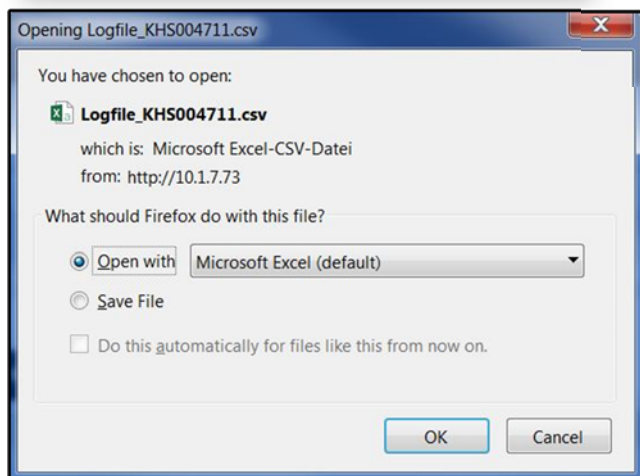 Opening Logfile_KHS004711.csv
You have chosen to open:
Logfile_KHS004711.csv
which is: Microsoft Excel-CSV-Datei
from: http://10.1.7.73
What should Firefox do with this file?
Open with Microsoft Excel (default)
Save File
Do this automatically for files like this from now on.
OK Cancel